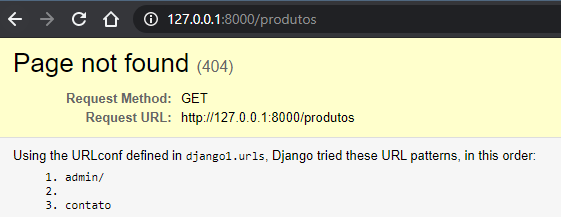 127.0.0.1:8000/produtos
Page not found (404)
Request Method: GET
Request URL: http://127.0.0.1:8000/produtos
Using the URLconf defined in django1.urls, Django tried these URL patterns, in this order:
1. admin/
2.
3. contato